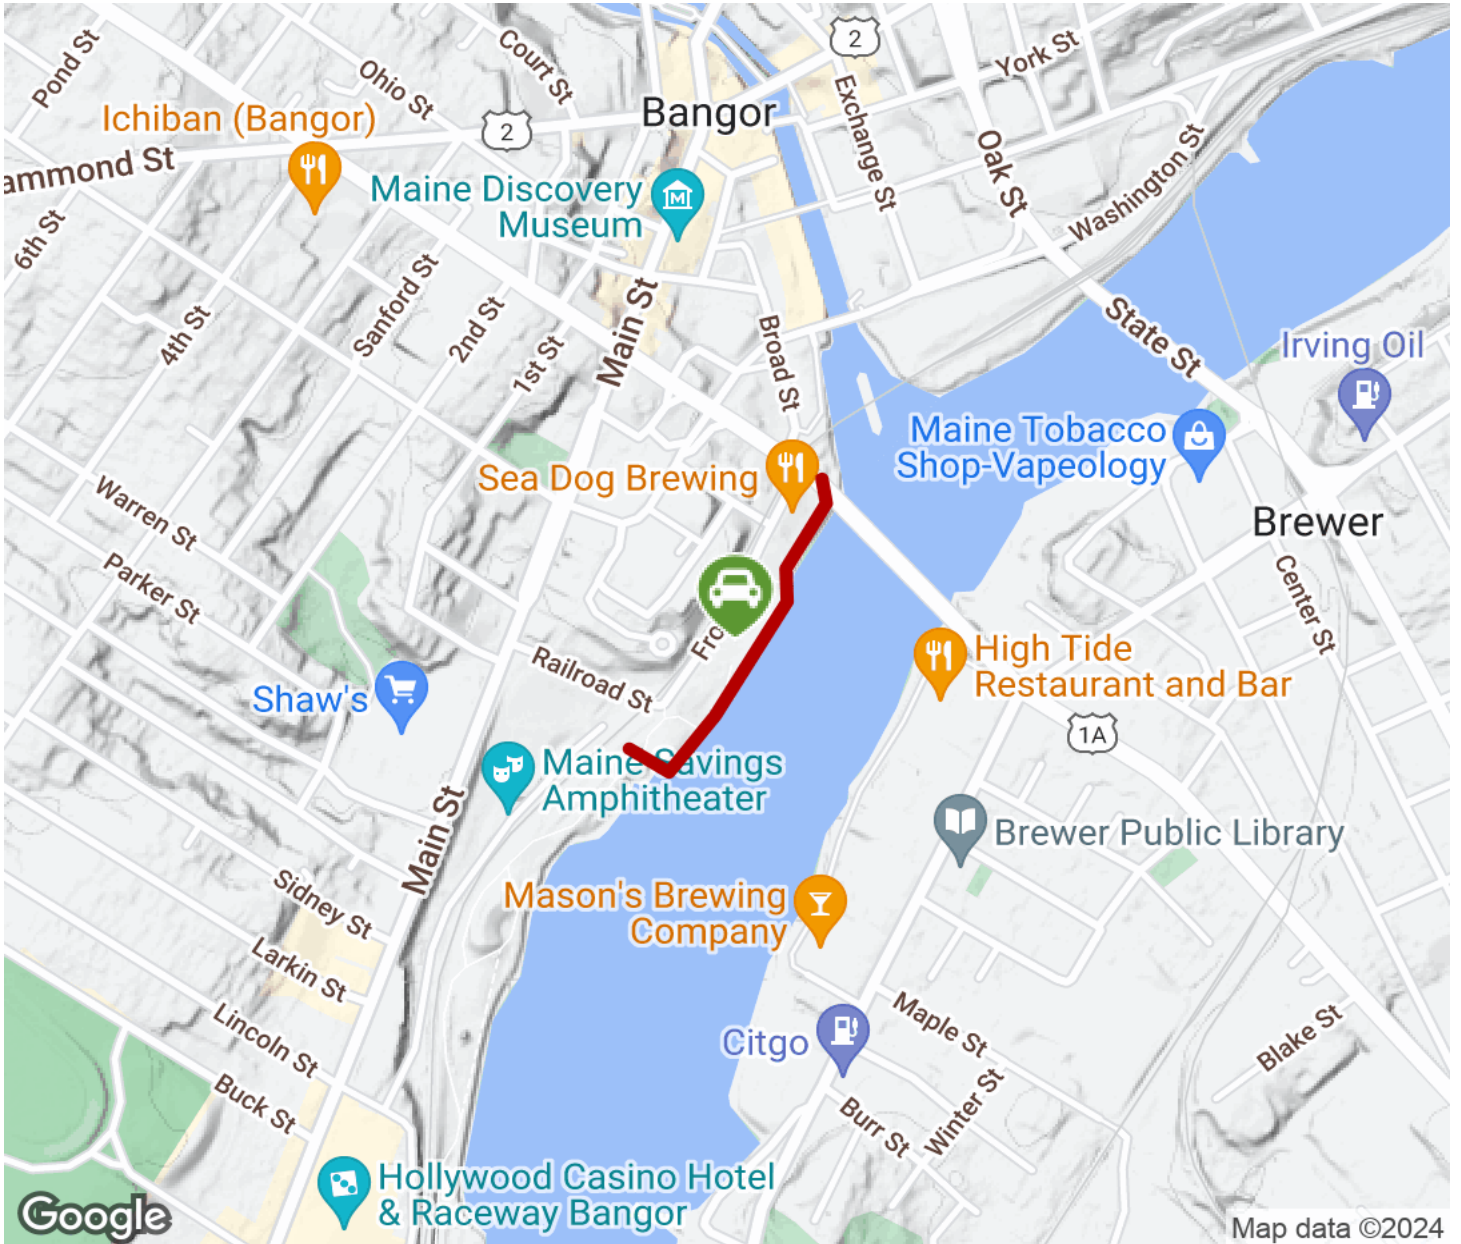 Pond St
Ohio St
Court St
2
York St
Ichiban (Bangor)
2
Bangor
Exchange St
Oak St
Washington St
ammond St
Maine Discovery
Museum
6th St
4th St
Sanford St
2nd St
1st St
Main St
Broad St
State St
Irving Oil
Maine Tobacco
Shop-Vapeology
Sea Dog Brewing
Warren St
Brewer
Parker St
Center St
Railroad St
High Tide
Restaurant and Bar
Shaw's
1A
Maine Savings
Amphitheater
Main St
Brewer Public Library
Sidney St
Mason's Brewing
Company
Larkin St
Lincoln St
Maple St
Citgo
Blake St
Buck St
Burr St
Winter St
Hollywood Casino Hotel
& Raceway Bangor
Google
Map data ©2024